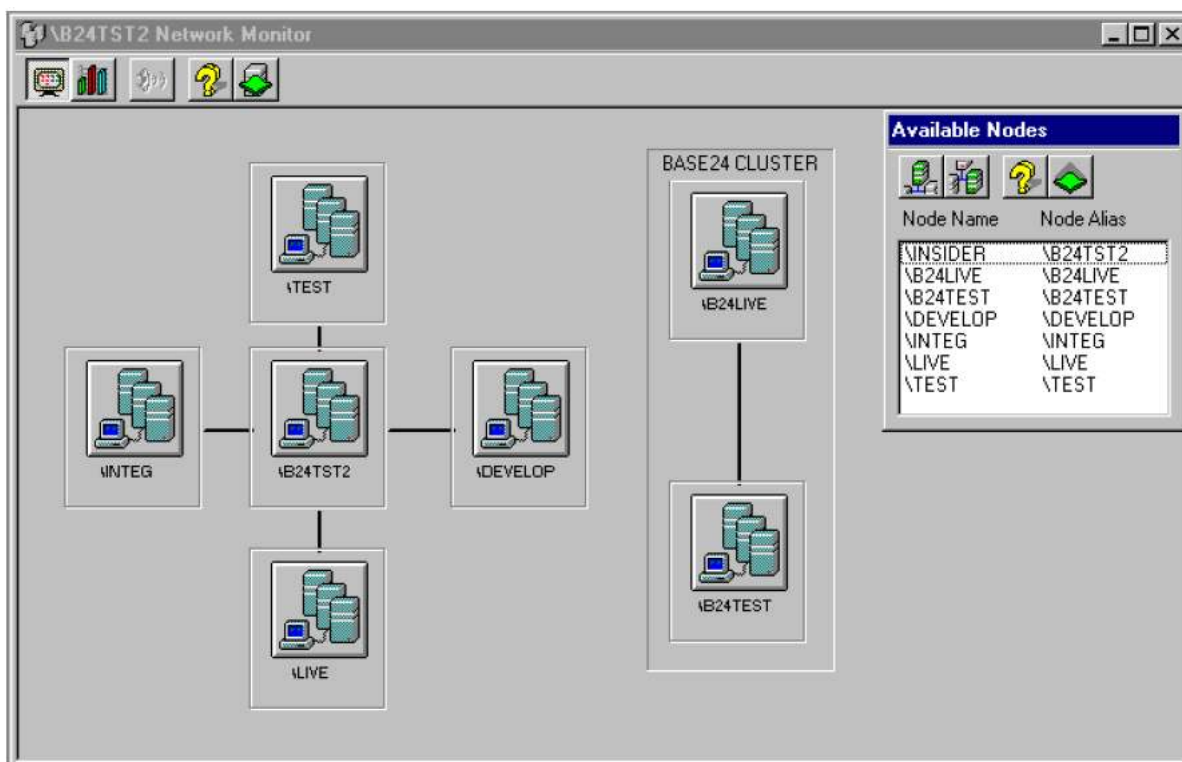 \B24TST2 Network Monitor
\TEST
\INTEG
\B24TST2
\DEVELOP
\LIVE
BASE24 CLUSTER
\B24LIVE
\B24TEST
Available Nodes
Node Name Node Alias
\INSIDER \B24TST2
\B24LIVE \B24LIVE
\B24TEST \B24TEST
\DEVELOP \DEVELOP
\INTEG \INTEG
\LIVE \LIVE
\TEST \TEST